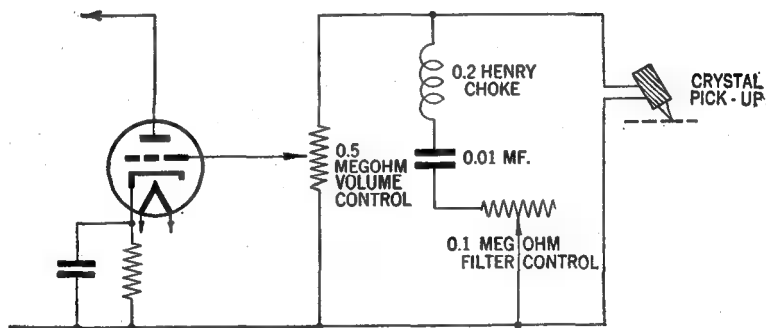 0.2 HENRY
CHOKE
CRYSTAL
PICK-UP
0.5
MEGOHM
VOLUME
CONTROL
0.01 MF.
0.1 MEGOHM
FILTER CONTROL